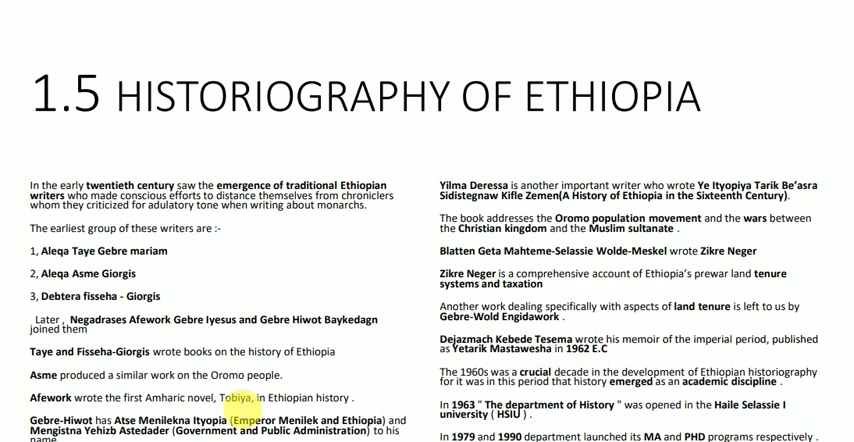 1.5 HISTORIOGRAPHY OF ETHIOPIA
In the early twentieth century saw the emergence of traditional Ethiopian
writers who made conscious efforts to distance themselves from chroniclers
whom they criticized for adulatory tone when writing about monarchs.
The earliest group of these writers are :-
1, Aleqa Taye Gebre mariam
2, Aleqa Asme Giorgis
3, Debtera fisseha - Giorgis
Later , Negadrases Afework Gebre Iyesus and Gebre Hiwot Baykedagn
joined them
Taye and Fisseha-Giorgis wrote books on the history of Ethiopia
Asme produced a similar work on the Oromo people.
Afework wrote the first Amharic novel, Tobiya, in Ethiopian history .
Gebre-Hiwot has Atse Menilekna Ityopia (Emperor Menilek and Ethiopia) and
Mengistna Yehizb Astedader (Government and Public Administration) to his
name
Yilma Deressa is another important writer who wrote Ye Ityopiya Tarik Be’asra
Sidistegnaw Kifle Zemen(A History of Ethiopia in the Sixteenth Century).
The book addresses the Oromo population movement and the wars between
the Christian kingdom and the Muslim sultanate .
Blatten Geta Mahteme-Selassie Wolde-Meskel wrote Zikre Neger
Zikre Neger is a comprehensive account of Ethiopia’s prewar land tenure
systems and taxation
Another work dealing specifically with aspects of land tenure is left to us by
Gebre-Wold Engidawork .
Dejazmach Kebede Tesema wrote his memoir of the imperial period, published
as Yetarik Mastawesha in 1962 E.C
The 1960s was a crucial decade in the development of Ethiopian historiography
for it was in this period that history emerged as an academic discipline .
In 1963 " The department of History " was opened in the Haile Selassie I
university ( HSIU ) .
In 1979 and 1990 department launched its MA and PHD programs respectively .